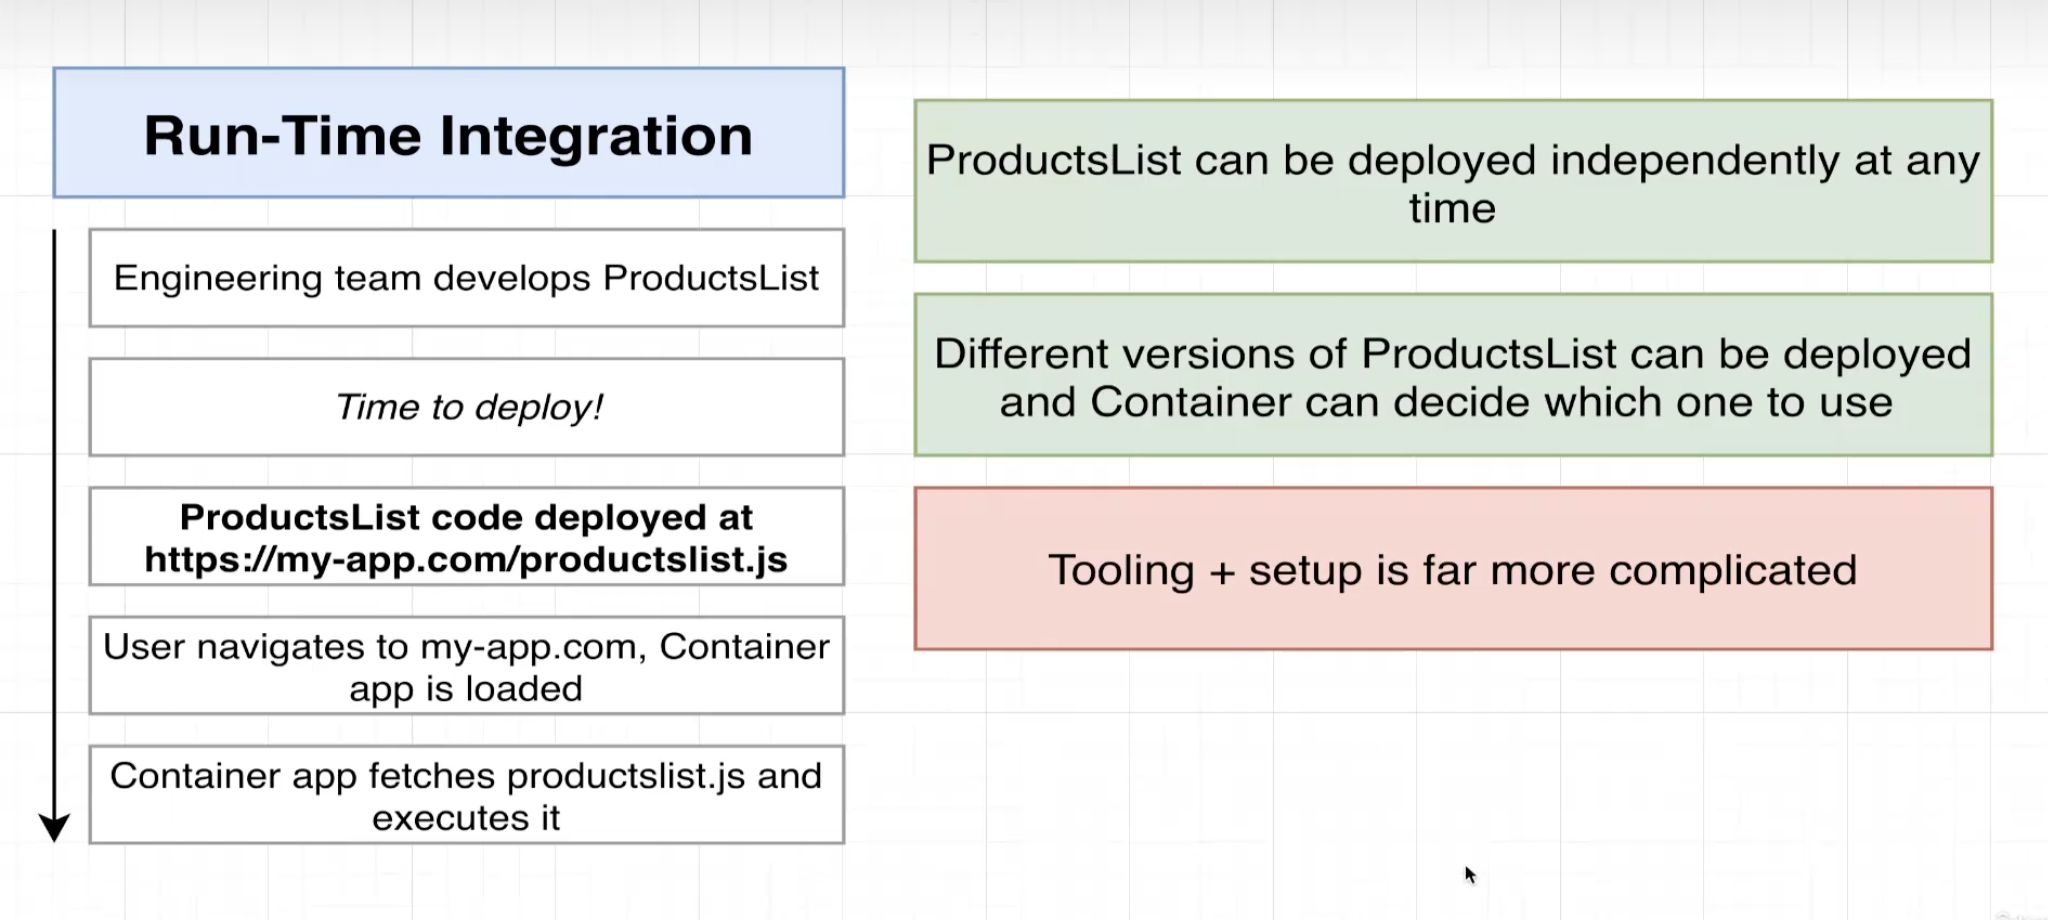 Run-Time Integration
Engineering team develops ProductsList
Time to deploy!
ProductsList code deployed at
https://my-app.com/productslist.js
User navigates to my-app.com, Container
app is loaded
Container app fetches productslist.js and
executes it
ProductsList can be deployed independently at any
time
Different versions of ProductsList can be deployed
and Container can decide which one to use
Tooling + setup is far more complicated